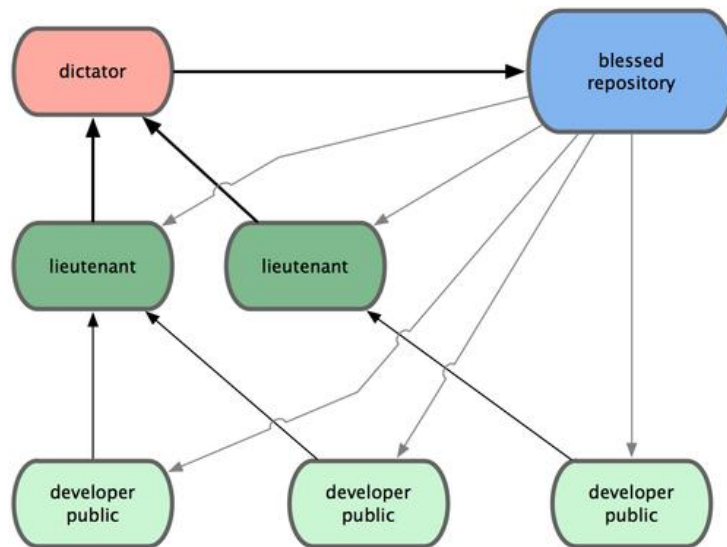 dictator
blessed
repository
lieutenant
lieutenant
developer
public
developer
public
developer
public